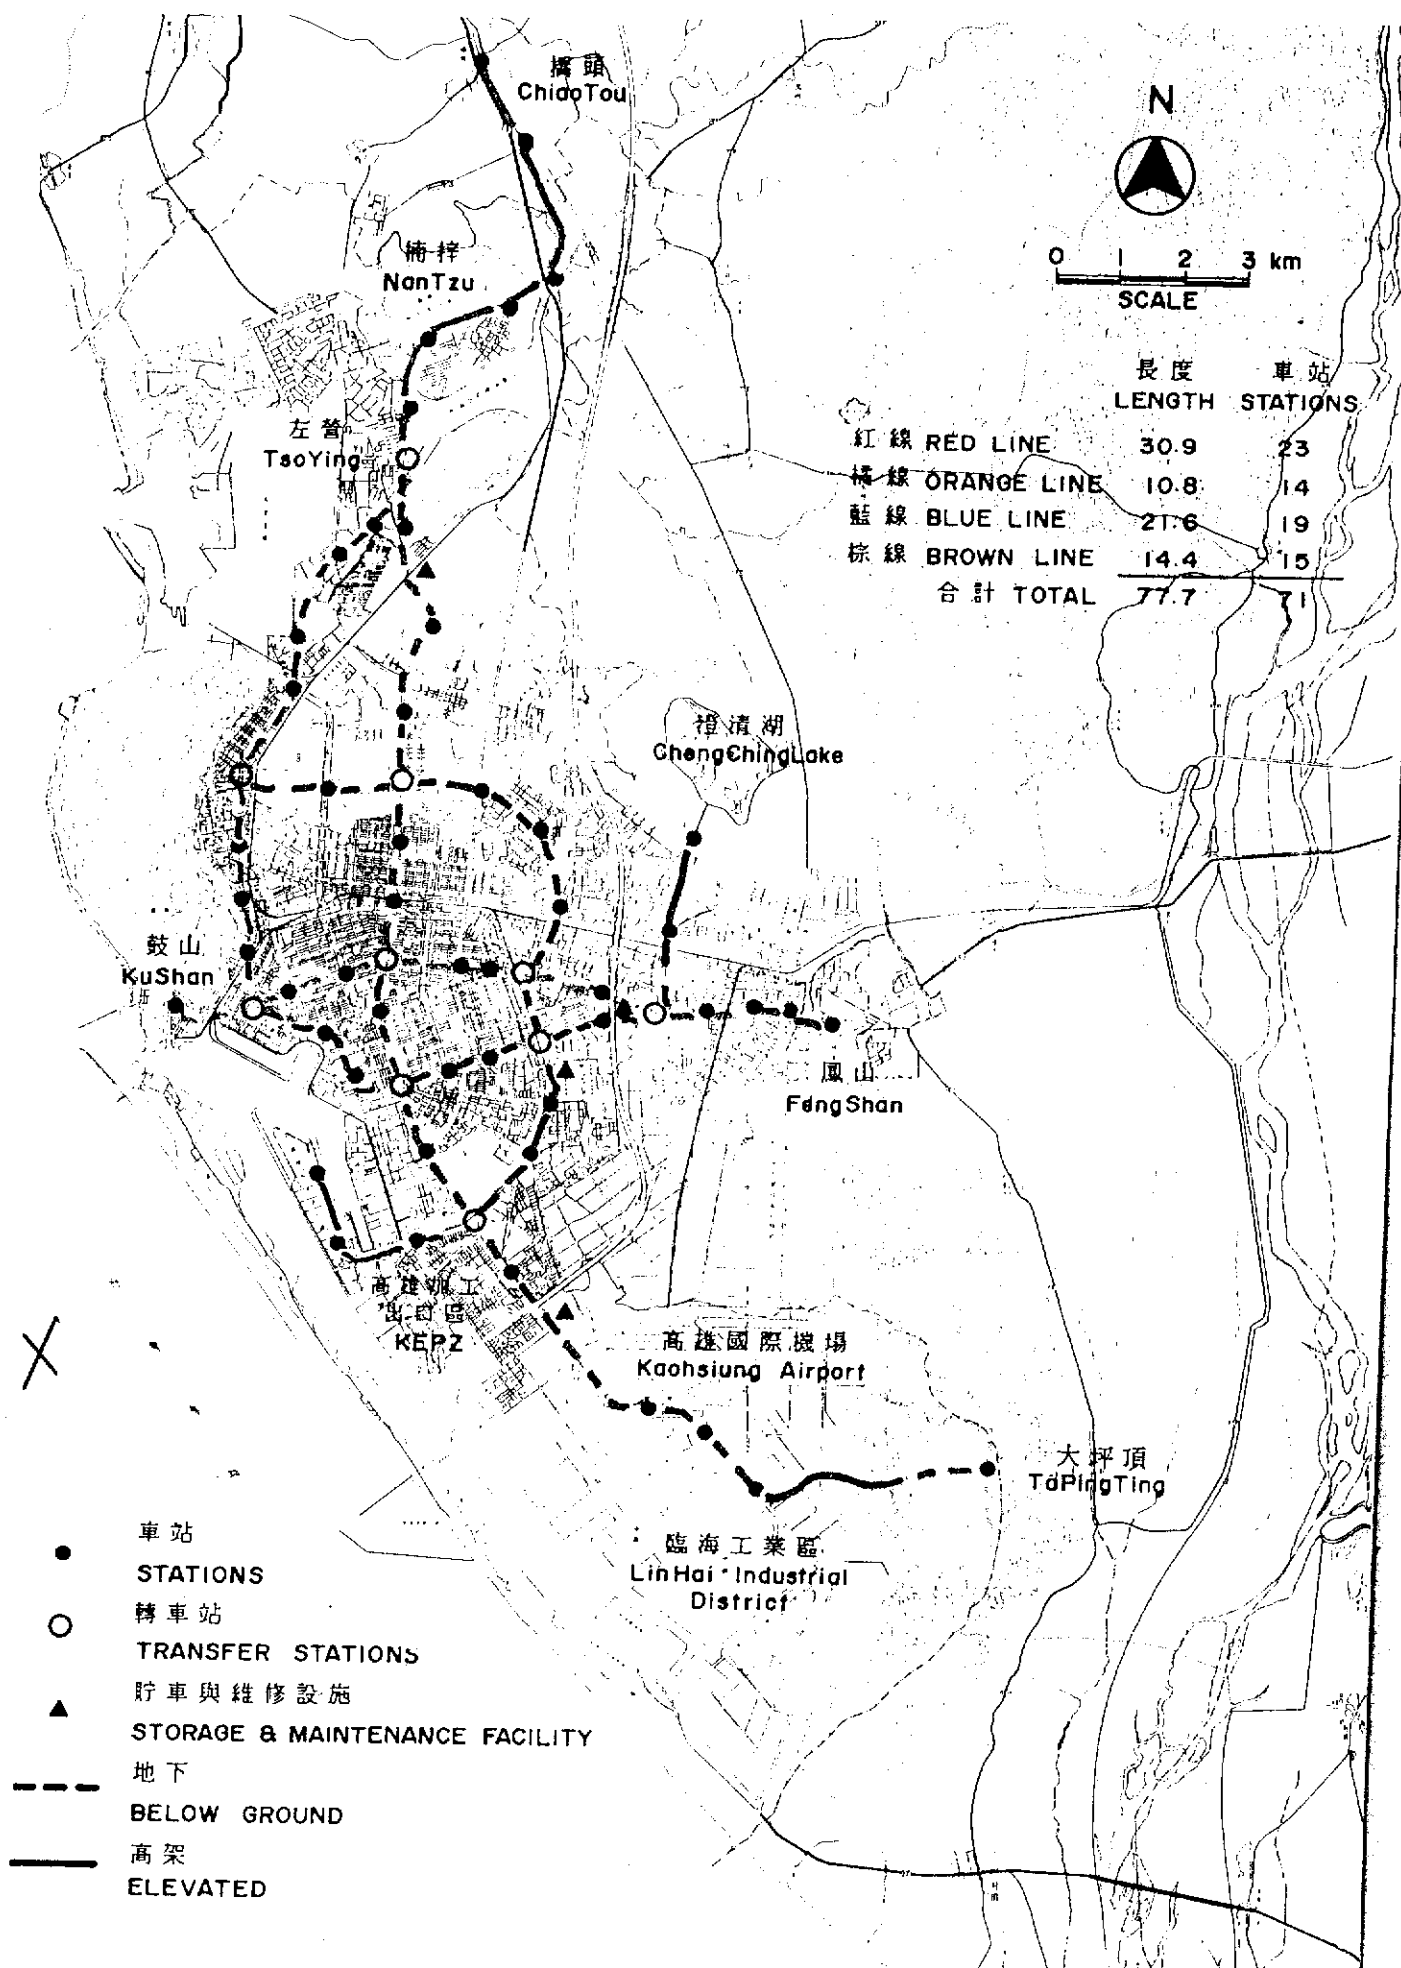 橋頭
ChiaoTou
N
楠梓
NanTzu
0 1 2 3 km
SCALE
長度 車站
LENGTH STATIONS
紅線 RED LINE 30.9 23
橘線 ORANGE LINE 10.8 14
藍線 BLUE LINE 21.6 19
棕線 BROWN LINE 14.4 15
合計 TOTAL 77.7 71
左營
TsoYing
澄清湖
ChengChingLake
鼓山
KuShan
鳳山
FengShan
高雄加工
出口區
KEPZ
高雄國際機場
Kaohsiung Airport
大坪頂
TaPingTing
臨海工業區
LinHai Industrial
District
車站
STATIONS
轉車站
TRANSFER STATIONS
貯車與維修設施
STORAGE & MAINTENANCE FACILITY
地下
BELOW GROUND
高架
ELEVATED